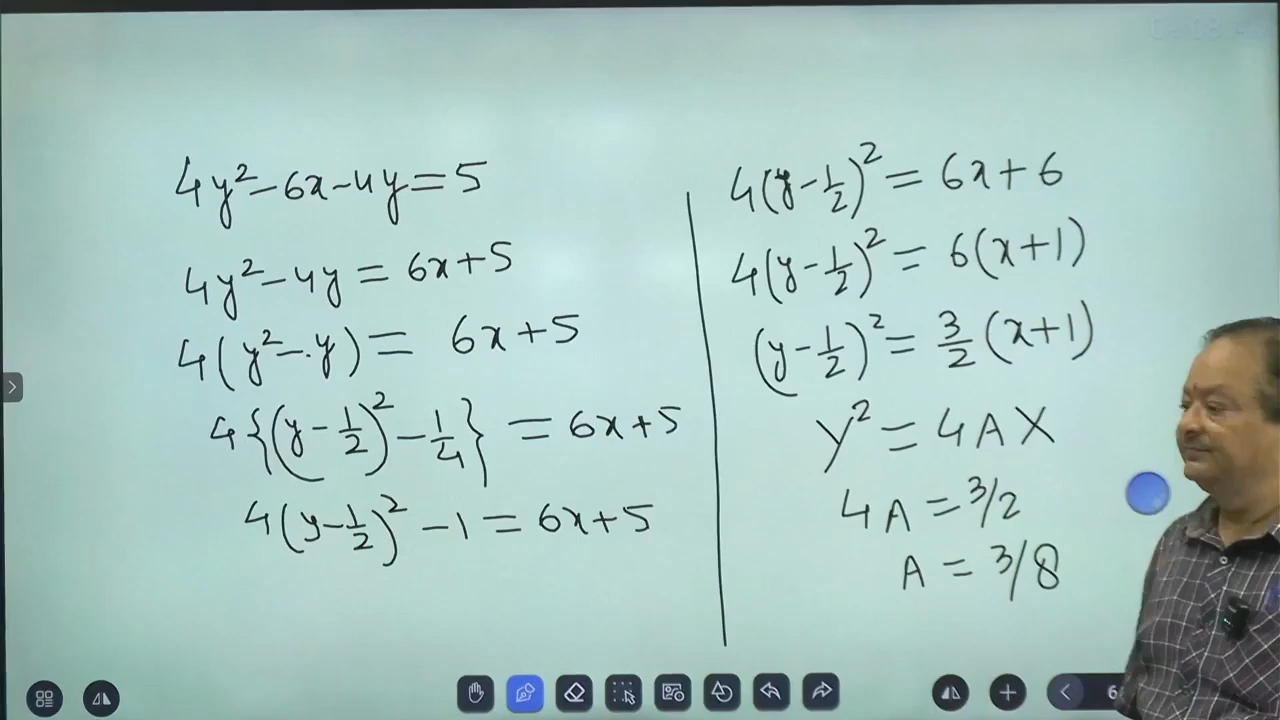 4y² - 6x - 4y = 5
4y² - 4y = 6x + 5
4(y² - y) = 6x + 5
4{(y - 1/2)² - 1/4} = 6x + 5
4(y - 1/2)² - 1 = 6x + 5
4(y - 1/2)² = 6x + 6
4(y - 1/2)² = 6(x + 1)
(y - 1/2)² = 3/2 (x + 1)
Y² = 4AX
4A = 3/2
A = 3/8
6